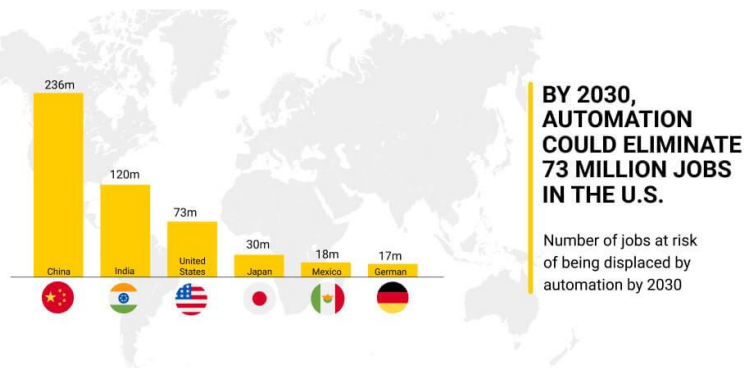 236m
120m
73m
30m
18m
17m
China
India
United
States
Japan
Mexico
German
BY 2030,
AUTOMATION
COULD ELIMINATE
73 MILLION JOBS
IN THE U.S.
Number of jobs at risk
of being displaced by
automation by 2030